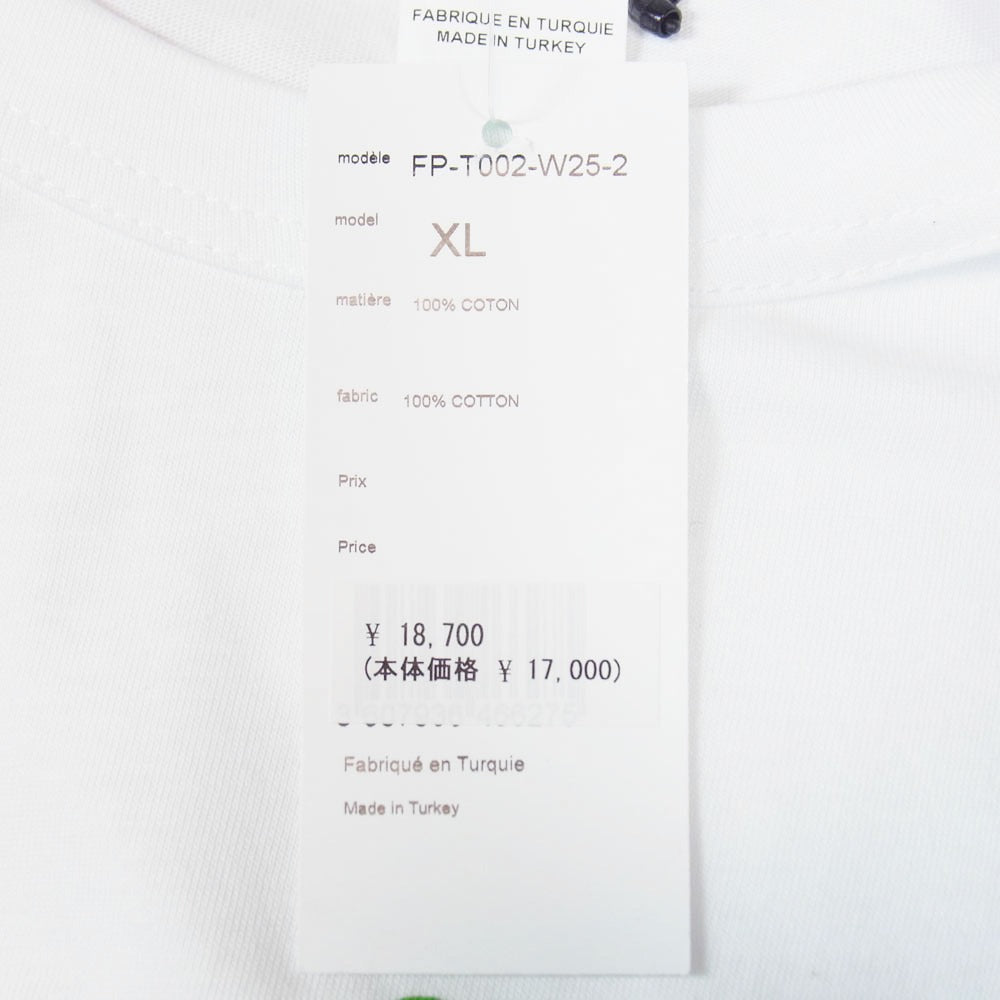 FABRIQUE EN TURQUIE
MADE IN TURKEY
modèle FP-T002-W25-2
model XL
matière 100% COTON
fabric 100% COTTON
Prix
Price
¥ 18,700
(本体価格 ¥ 17,000)
Fabriqué en Turquie
Made in Turkey